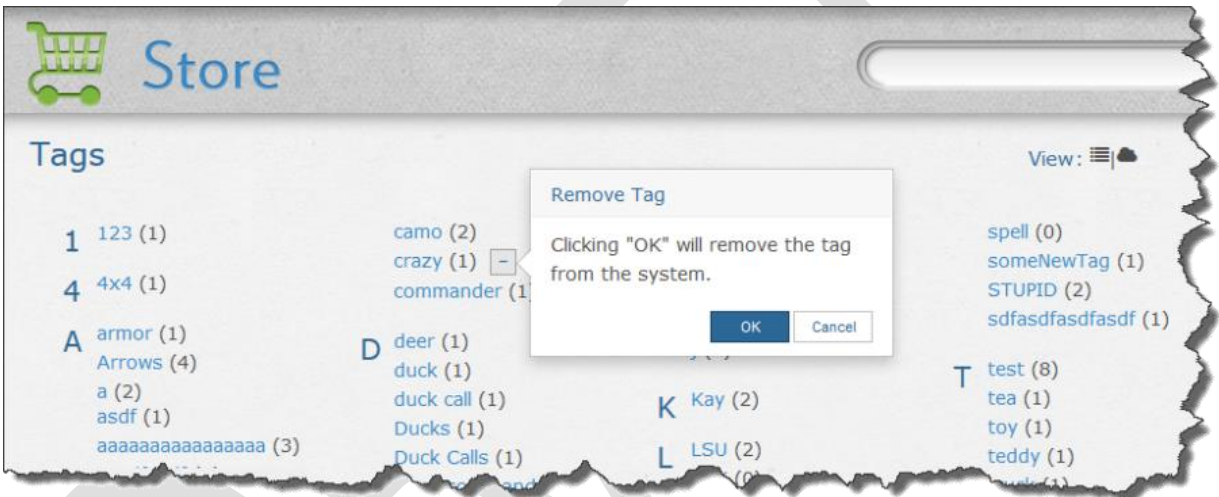 Store
Tags
View:
1
123 (1)
4
4x4 (1)
A
armor (1)
Arrows (4)
a (2)
asdf (1)
aaaaaaaaaaaaaaaa (3)
camo (2)
crazy (1) −
commander (1
D
deer (1)
duck (1)
duck call (1)
Ducks (1)
Duck Calls (1)
Remove Tag
Clicking "OK" will remove the tag
from the system.
OK Cancel
K
Kay (2)
L
LSU (2)
spell (0)
someNewTag (1)
STUPID (2)
sdfasdfasdfasdf (1)
T
test (8)
tea (1)
toy (1)
teddy (1)